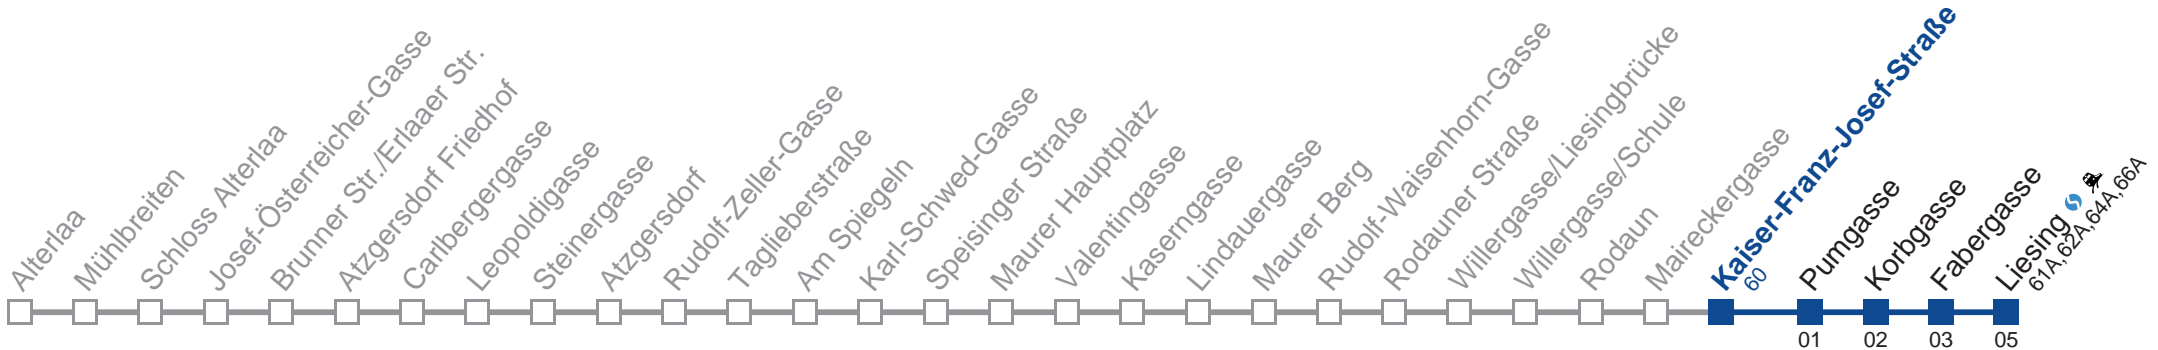 Alterlaa
Mühlbreiten
Schloss Alterlaa
Josef-Österreicher-Gasse
Brunner Str./Erlaaer Str.
Atzgersdorf Friedhof
Carlbergergasse
Leopoldigasse
Steinergasse
Atzgersdorf
Rudolf-Zeller-Gasse
Taglieberstraße
Am Spiegeln
Karl-Schwed-Gasse
Speisinger Straße
Maurer Hauptplatz
Valentingasse
Kaserngasse
Lindauergasse
Maurer Berg
Rudolf-Waisenhorn-Gasse
Rodauner Straße
Willergasse/Liesingbrücke
Willergasse/Schule
Rodaun
Maireckergasse
Kaiser-Franz-Josef-Straße
60
Pumgasse
Korbgasse
Fabergasse
Liesing
61A,62A,64A,66A
01
02
03
05